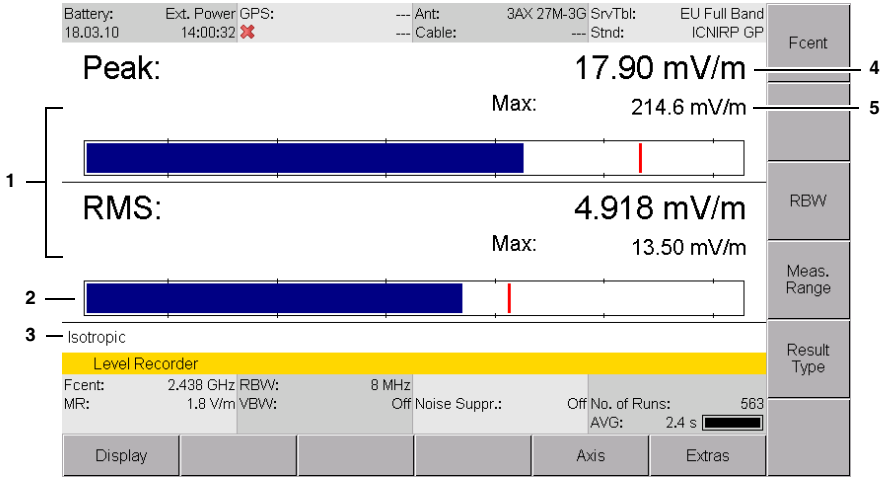 Battery: Ext. Power GPS: --- Ant: 3AX 27M-3G SrvTbl: EU Full Band
18.03.10 14:00:32 --- Cable: --- Stnd: ICNIRP GP
Fcent
Peak: 17.90 mV/m 4
Max: 214.6 mV/m 5
1
RMS: 4.918 mV/m
RBW
Max: 13.50 mV/m
Meas.
Range
2
3 Isotropic
Level Recorder
Result
Type
Fcent: 2.438 GHz RBW: 8 MHz
MR: 1.8 V/m VBW: Off Noise Suppr.: Off No. of Runs: 563
AVG: 2.4 s
Display Axis Extras